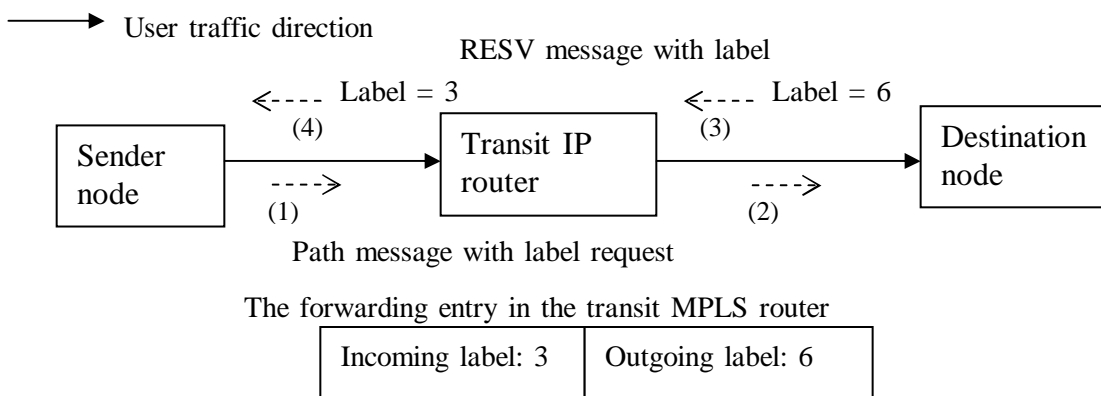 User traffic direction
RESV message with label
Label = 3
Label = 6
(4)
(3)
Sender
node
Transit IP
router
Destination
node
(1)
(2)
Path message with label request
The forwarding entry in the transit MPLS router
Incoming label: 3
Outgoing label: 6